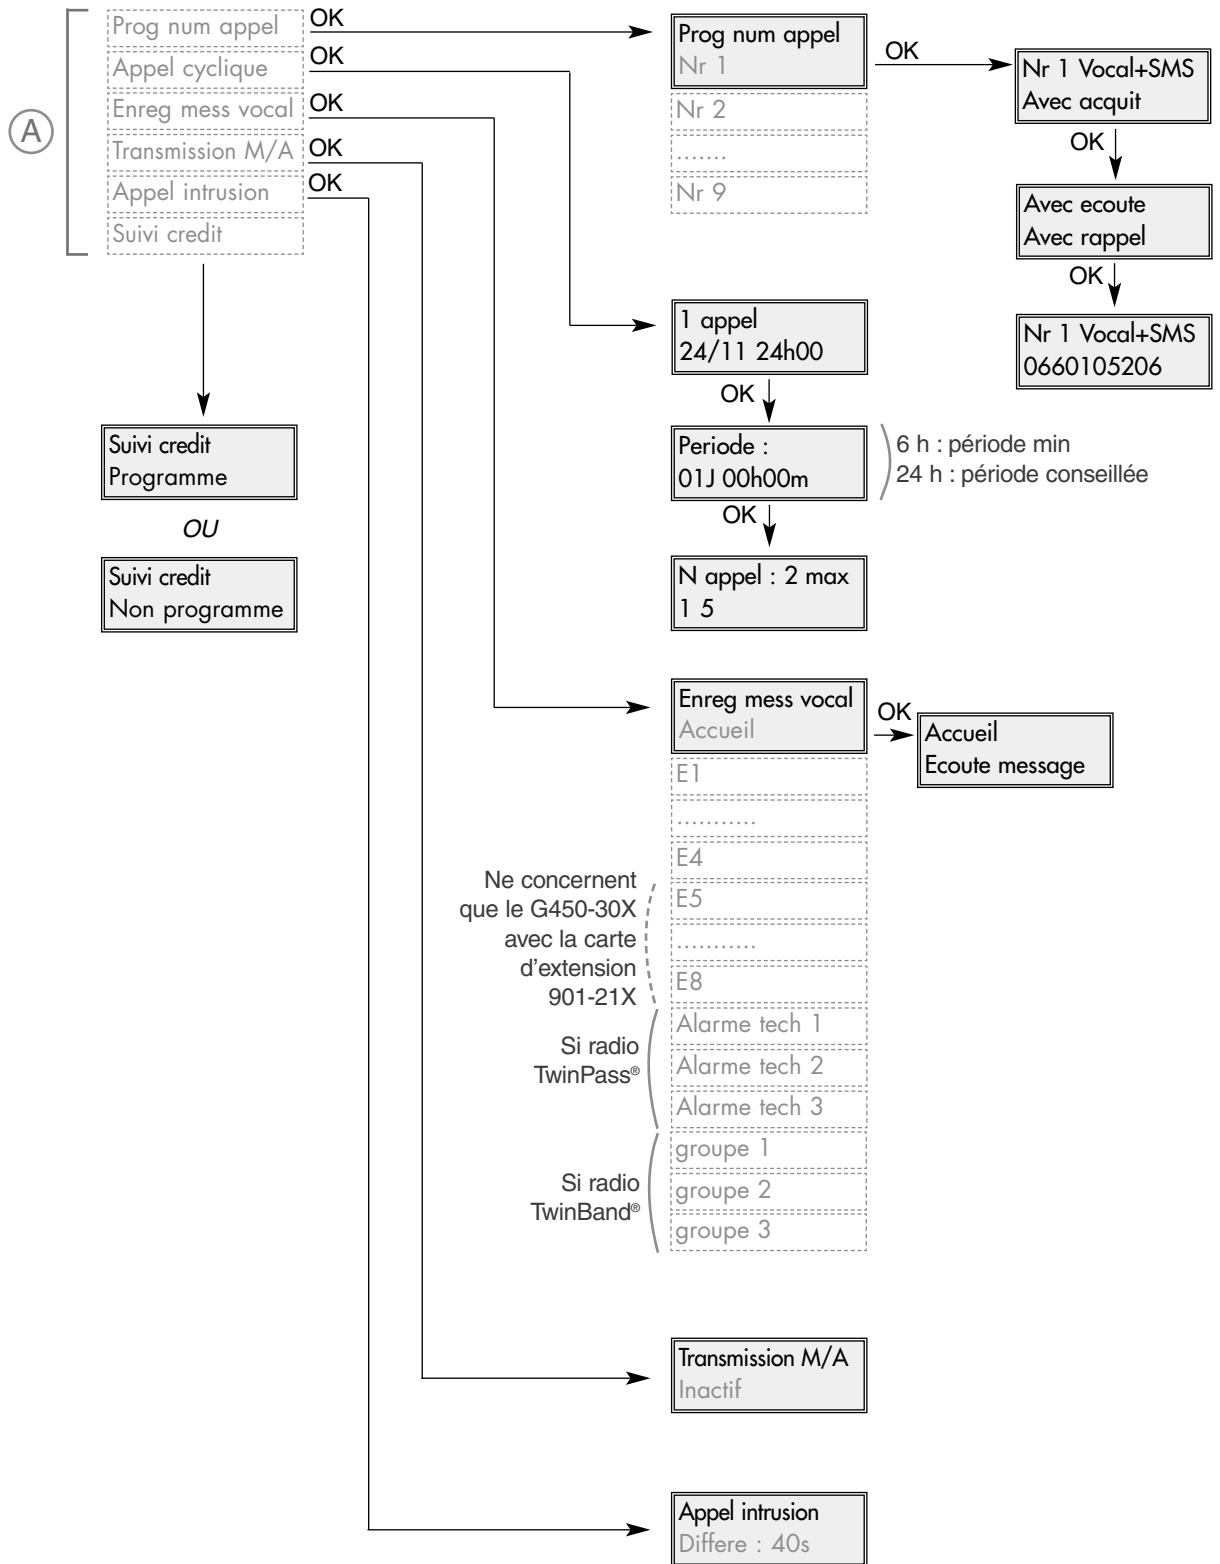 A
Prog num appel
OK
Appel cyclique
OK
Enreg mess vocal
OK
Transmission M/A
OK
Appel intrusion
OK
Suivi credit
Suivi credit
Programme
OU
Suivi credit
Non programme
Prog num appel
Nr 1
Nr 2
.......
Nr 9
OK
Nr 1 Vocal+SMS
Avec acquit
OK
Avec ecoute
Avec rappel
OK
Nr 1 Vocal+SMS
0660105206
1 appel
24/11 24h00
OK
Periode :
01J 00h00m
6 h : période min
24 h : période conseillée
OK
N appel : 2 max
1 5
Enreg mess vocal
Accueil
OK
Accueil
Ecoute message
E1
...........
E4
E5
...........
E8
Ne concernent
que le G450-30X
avec la carte
d'extension
901-21X
Alarme tech 1
Alarme tech 2
Alarme tech 3
Si radio
TwinPass®
groupe 1
groupe 2
groupe 3
Si radio
TwinBand®
Transmission M/A
Inactif
Appel intrusion
Differe : 40s